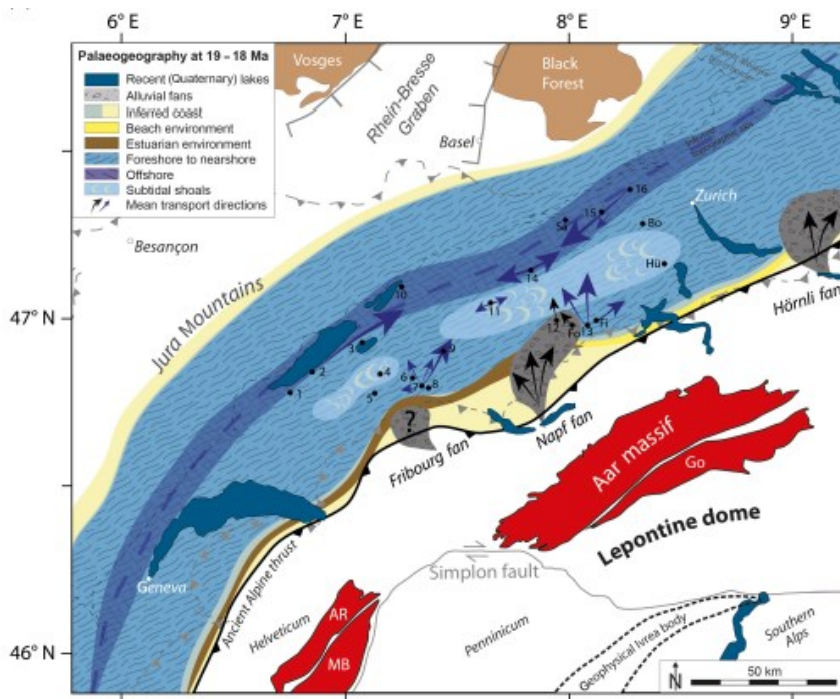 6° E
7° E
8° E
9° E
Palaeogeography at 19 – 18 Ma
Recent (Quaternary) lakes
Alluvial fans
Inferred coast
Beach environment
Estuarian environment
Foreshore to nearshore
Offshore
Subtidal shoals
Mean transport directions
Vosges
Black
Forest
Rhein-Bresse
Graben
Basel
Zurich
Besançon
Jura Mountains
16
15
Bo
Hü
14
10
11
12
Fo
13
Fi
9
3
2
1
4
5
6
7
8
47° N
47° N
Hörnli fan
Napf fan
Fribourg fan
?
Aar massif
Go
Lepontine dome
Simplon fault
Geneva
Ancient Alpine thrust
Helveticum
AR
MB
Penninicum
Geophysical Ivrea body
Southern
Alps
46° N
46° N
N
50 km